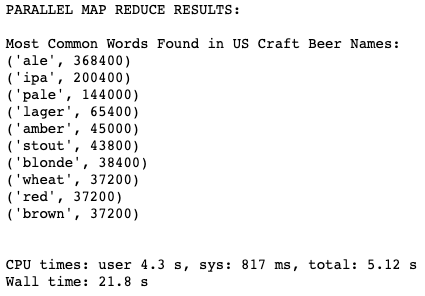 PARALLEL MAP REDUCE RESULTS:
Most Common Words Found in US Craft Beer Names:
('ale', 368400)
('ipa', 200400)
('pale', 144000)
('lager', 65400)
('amber', 45000)
('stout', 43800)
('blonde', 38400)
('wheat', 37200)
('red', 37200)
('brown', 37200)
CPU times: user 4.3 s, sys: 817 ms, total: 5.12 s
Wall time: 21.8 s